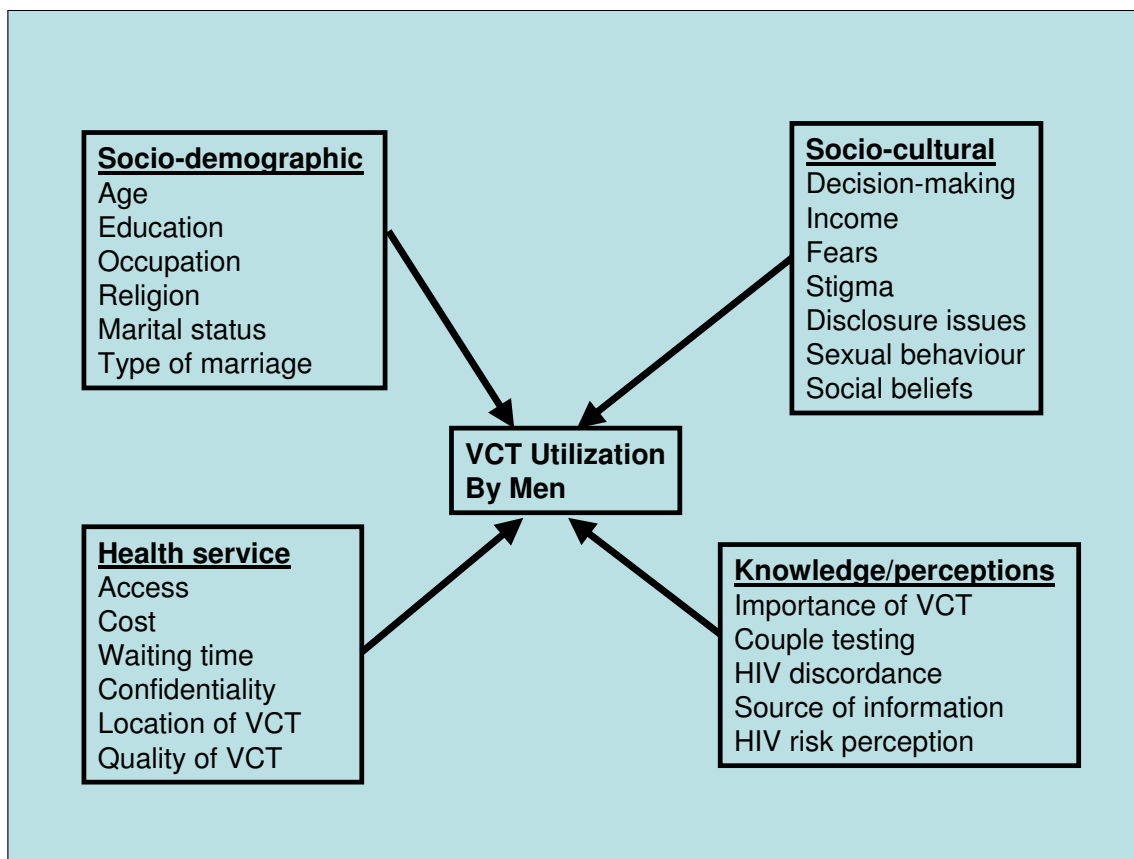 Socio-demographic
Age
Education
Occupation
Religion
Marital status
Type of marriage
Socio-cultural
Decision-making
Income
Fears
Stigma
Disclosure issues
Sexual behaviour
Social beliefs
VCT Utilization
By Men
Health service
Access
Cost
Waiting time
Confidentiality
Location of VCT
Quality of VCT
Knowledge/perceptions
Importance of VCT
Couple testing
HIV discordance
Source of information
HIV risk perception